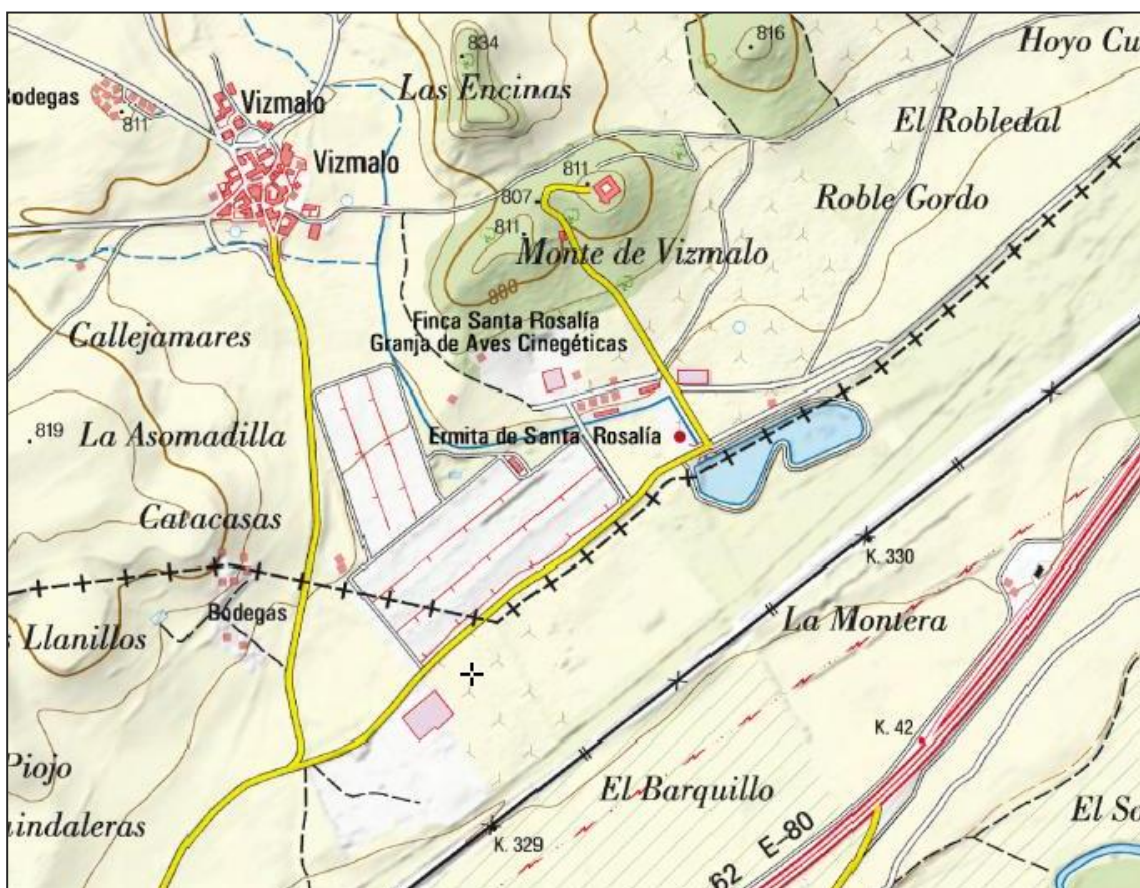 834
816
Hoyo Cu
Las Encinas
Bodegas
Vizmalo
811
El Robledal
Vizmalo
811
807
Roble Gordo
811
Monte de Vizmalo
800
Finca Santa Rosalía
Callejamares
Granja de Aves Cinegéticas
819
La Asomadilla
Ermita de Santa Rosalía
Catacasas
K. 330
Bodegas
La Montera
s Llanillos
K. 42
Piojo
El Barquillo
uindaleras
El So
K. 329
62
E-80